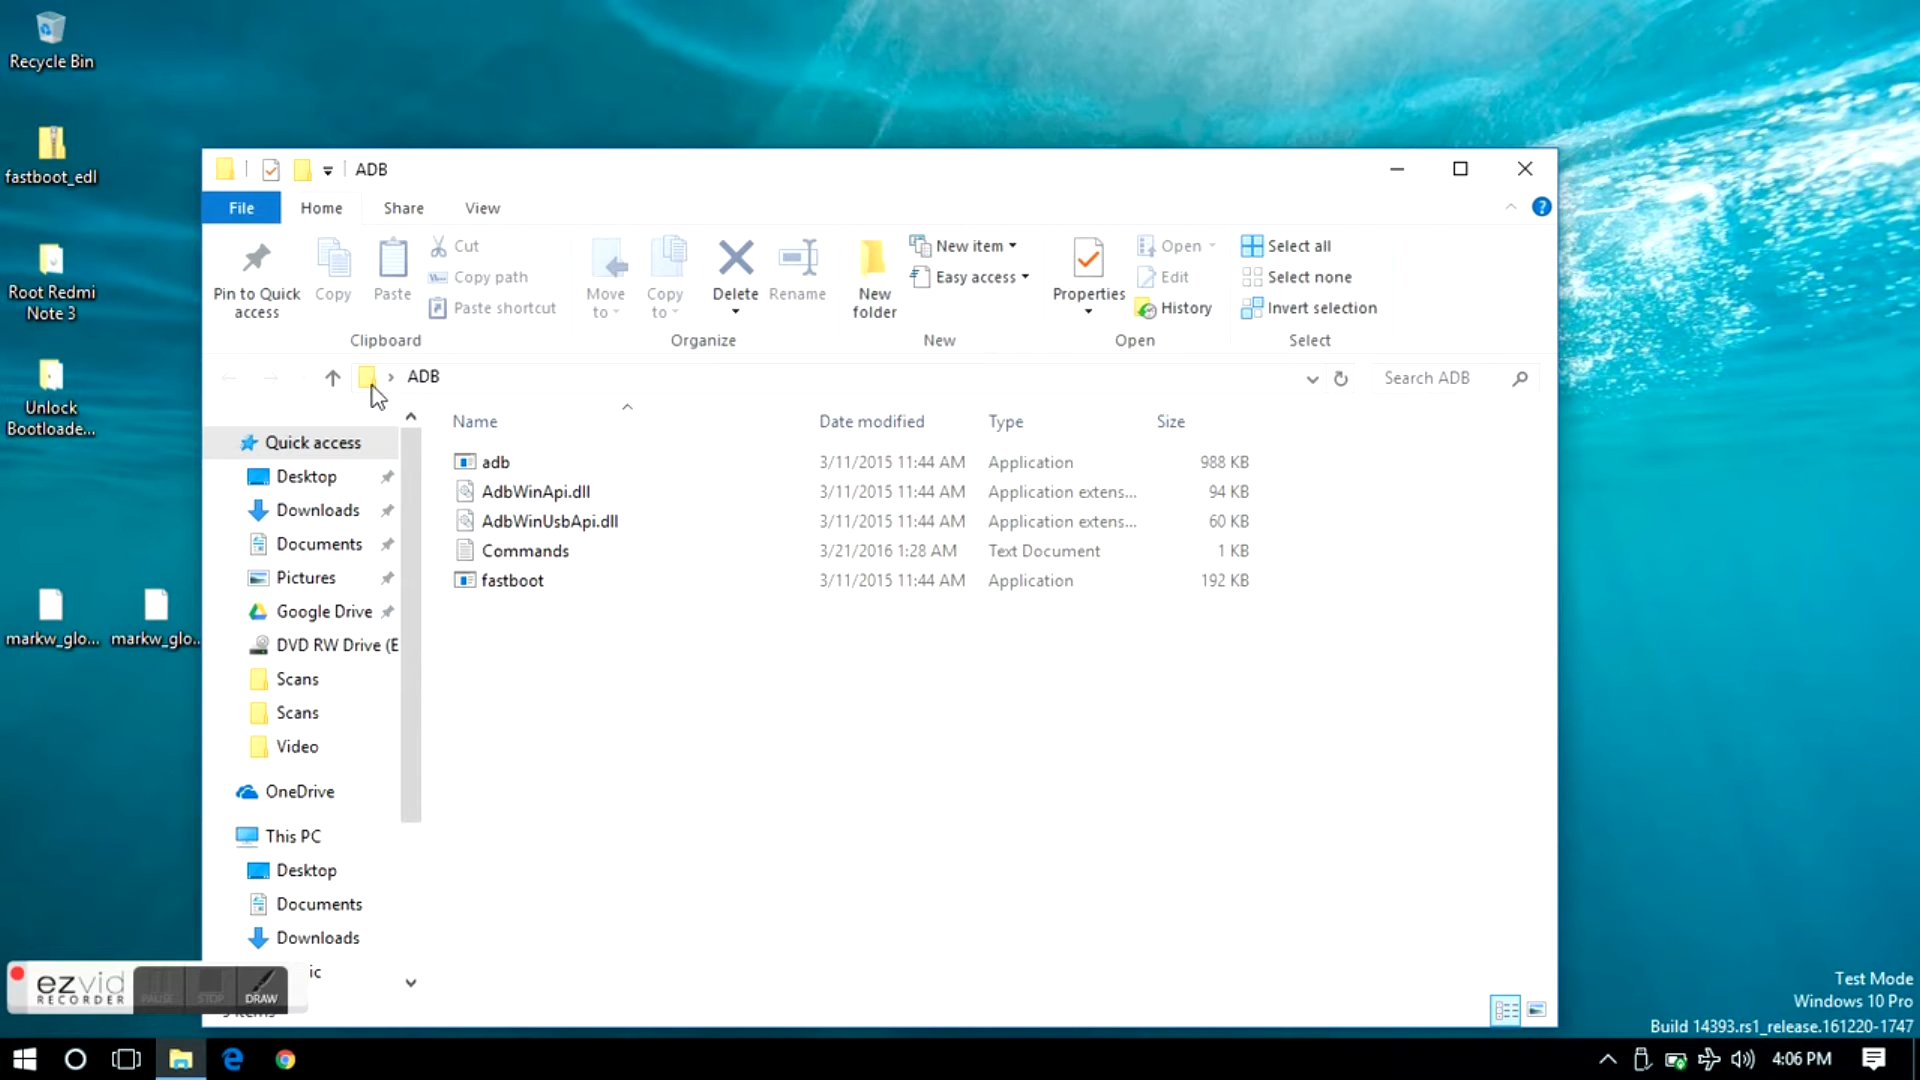 Recycle Bin
fastboot_edl
Root Redmi
Note 3
Unlock
Bootloade...
markw_glo... markw_glo...
ADB
File Home Share View
Pin to Quick
access
Copy
Paste
Cut
Copy path
Paste shortcut
Clipboard
Move
to
Copy
to
Delete
Rename
Organize
New
folder
New item
Easy access
New
Properties
Open
Edit
History
Open
Select all
Select none
Invert selection
Select
ADB
Search ADB
Quick access
Desktop
Downloads
Documents
Pictures
Google Drive
DVD RW Drive (E
Scans
Scans
Video
OneDrive
This PC
Desktop
Documents
Downloads
ic
Name Date modified Type Size
adb 3/11/2015 11:44 AM Application 988 KB
AdbWinApi.dll 3/11/2015 11:44 AM Application extens... 94 KB
AdbWinUsbApi.dll 3/11/2015 11:44 AM Application extens... 60 KB
Commands 3/21/2016 1:28 AM Text Document 1 KB
fastboot 3/11/2015 11:44 AM Application 192 KB
ezvid
RECORDER
PAUSE STOP DRAW
Test Mode
Windows 10 Pro
Build 14393.rs1_release.161220-1747
4:06 PM